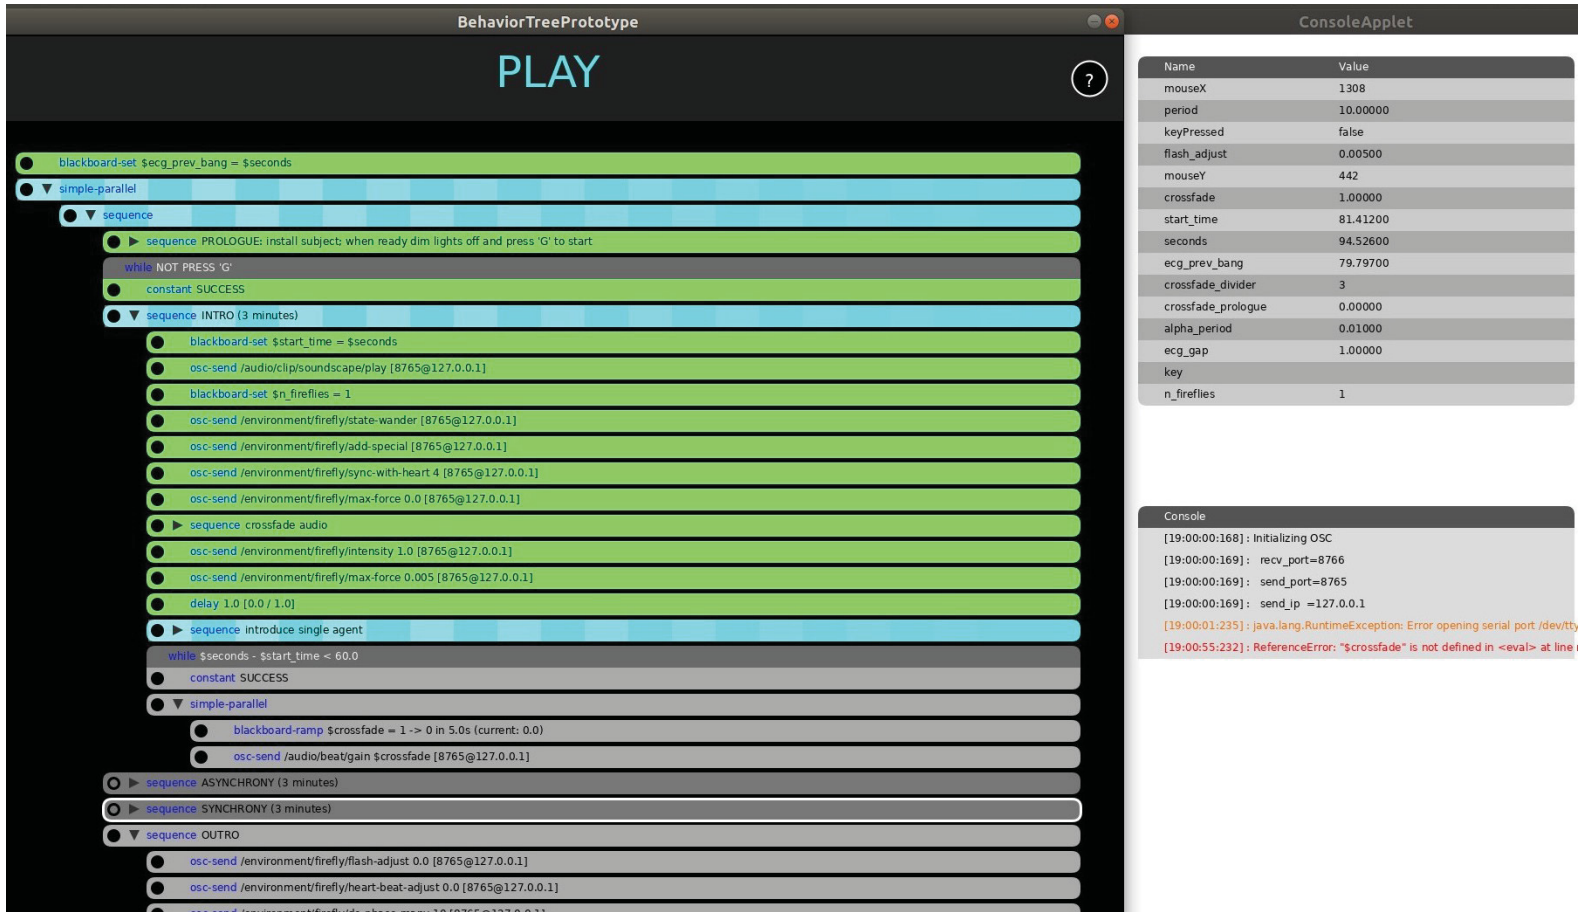 BehaviorTreePrototype
PLAY
?
blackboard-set $ecg_prev_bang = $seconds
simple-parallel
sequence
sequence PROLOGUE: install subject; when ready dim lights off and press 'G' to start
while NOT PRESS 'G'
constant SUCCESS
sequence INTRO (3 minutes)
blackboard-set $start_time = $seconds
osc-send /audio/clip/soundscape/play [8765@127.0.0.1]
blackboard-set $n_fireflies = 1
osc-send /environment/firefly/state-wander [8765@127.0.0.1]
osc-send /environment/firefly/add-special [8765@127.0.0.1]
osc-send /environment/firefly/sync-with-heart 4 [8765@127.0.0.1]
osc-send /environment/firefly/max-force 0.0 [8765@127.0.0.1]
sequence crossfade audio
osc-send /environment/firefly/intensity 1.0 [8765@127.0.0.1]
osc-send /environment/firefly/max-force 0.005 [8765@127.0.0.1]
delay 1.0 [0.0 / 1.0]
sequence introduce single agent
while $seconds - $start_time < 60.0
constant SUCCESS
simple-parallel
blackboard-ramp $crossfade = 1 -> 0 in 5.0s (current: 0.0)
osc-send /audio/beat/gain $crossfade [8765@127.0.0.1]
sequence ASYNCHRONY (3 minutes)
sequence SYNCHRONY (3 minutes)
sequence OUTRO
osc-send /environment/firefly/flash-adjust 0.0 [8765@127.0.0.1]
osc-send /environment/firefly/heart-beat-adjust 0.0 [8765@127.0.0.1]
ConsoleApplet
Name Value
mouseX 1308
period 10.00000
keyPressed false
flash_adjust 0.00500
mouseY 442
crossfade 1.00000
start_time 81.41200
seconds 94.52600
ecg_prev_bang 79.79700
crossfade_divider 3
crossfade_prologue 0.00000
alpha_period 0.01000
ecg_gap 1.00000
key
n_fireflies 1
Console
[19:00:00:168] : Initializing OSC
[19:00:00:169] : recv_port=8766
[19:00:00:169] : send_port=8765
[19:00:00:169] : send_ip =127.0.0.1
[19:00:01:235] : java.lang.RuntimeException: Error opening serial port /dev/tty
[19:00:55:232] : ReferenceError: "$crossfade" is not defined in <eval> at line